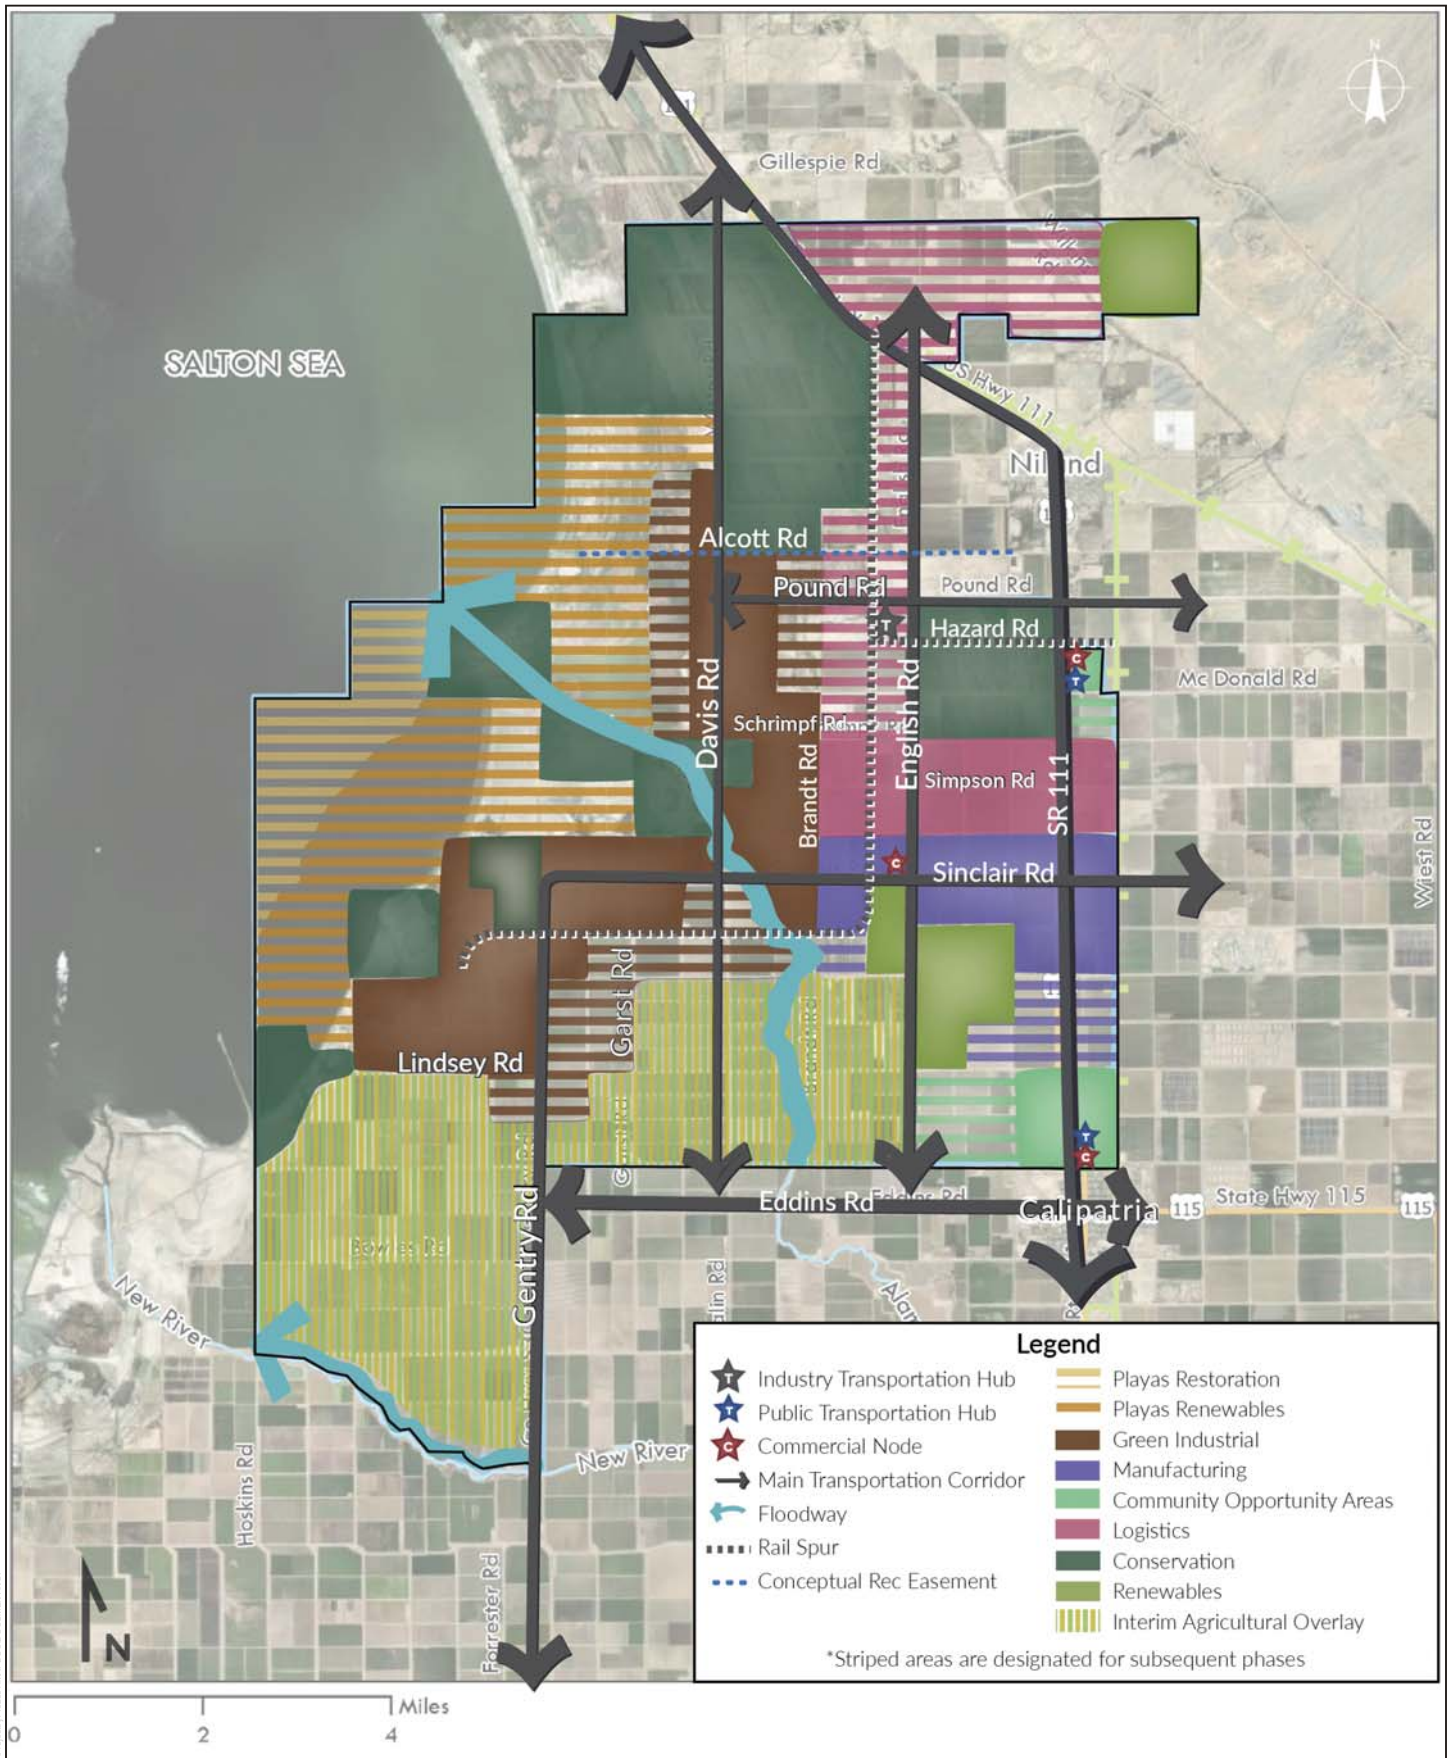 N
Gillespie Rd
SALTON SEA
US Hwy 111
Niland
Alcott Rd
Pound Rd
Pound Rd
T
Hazard Rd
C
T
Mc Donald Rd
Davis Rd
Schrimpf Rd
English Rd
Brandt Rd
Simpson Rd
SR 111
C
Sinclair Rd
Wiest Rd
Garst Rd
Lindsey Rd
T
C
Eddins Rd
Eddins Rd
Calipatria
115
State Hwy 115
115
Gentry Rd
Bowles Rd
New River
New River
Hoskins Rd
Forrester Rd
N
Legend
Industry Transportation Hub
Public Transportation Hub
Commercial Node
Main Transportation Corridor
Floodway
Rail Spur
Conceptual Rec Easement
Playas Restoration
Playas Renewables
Green Industrial
Manufacturing
Community Opportunity Areas
Logistics
Conservation
Renewables
Interim Agricultural Overlay
*Striped areas are designated for subsequent phases
Miles
0 2 4